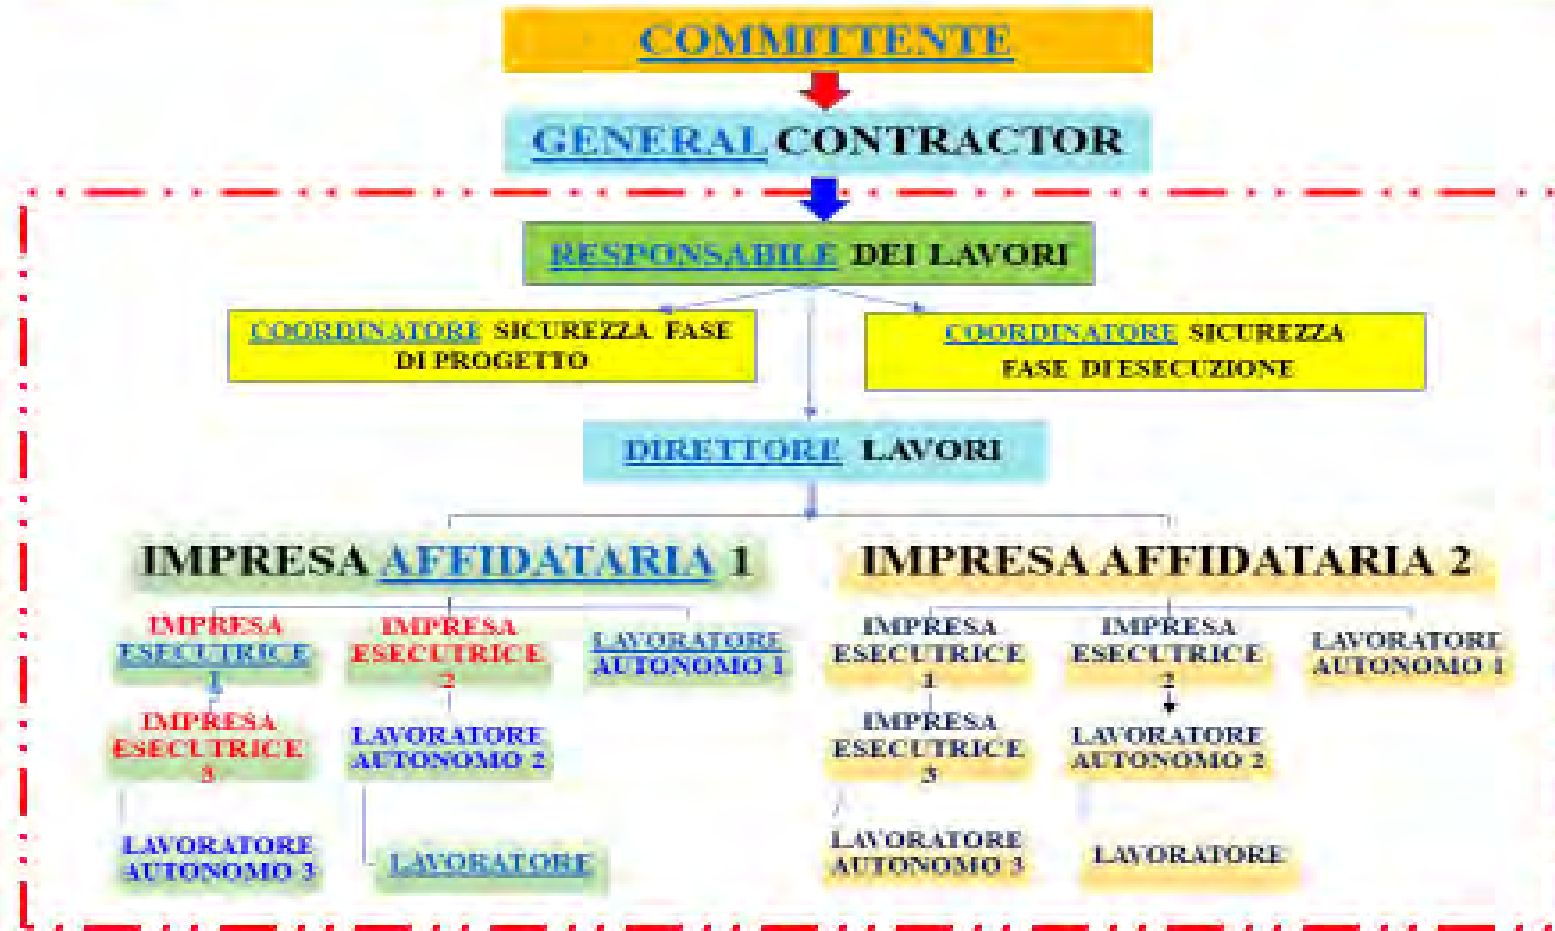 COMMITTENTE
GENERAL CONTRACTOR
RESPONSABILE DEI LAVORI
COORDINATORE SICUREZZA FASE
DI PROGETTO
COORDINATORE SICUREZZA
FASE DI ESECUZIONE
DIRETTORE LAVORI
IMPRESA AFFIDATARIA 1
IMPRESA AFFIDATARIA 2
IMPRESA
ESECUTRICE
1
IMPRESA
ESECUTRICE
2
LAVORATORE
AUTONOMO 1
IMPRESA
ESECUTRICE
1
IMPRESA
ESECUTRICE
2
LAVORATORE
AUTONOMO 1
IMPRESA
ESECUTRICE
3
LAVORATORE
AUTONOMO 2
IMPRESA
ESECUTRICE
3
LAVORATORE
AUTONOMO 2
LAVORATORE
AUTONOMO 3
LAVORATORE
LAVORATORE
AUTONOMO 3
LAVORATORE